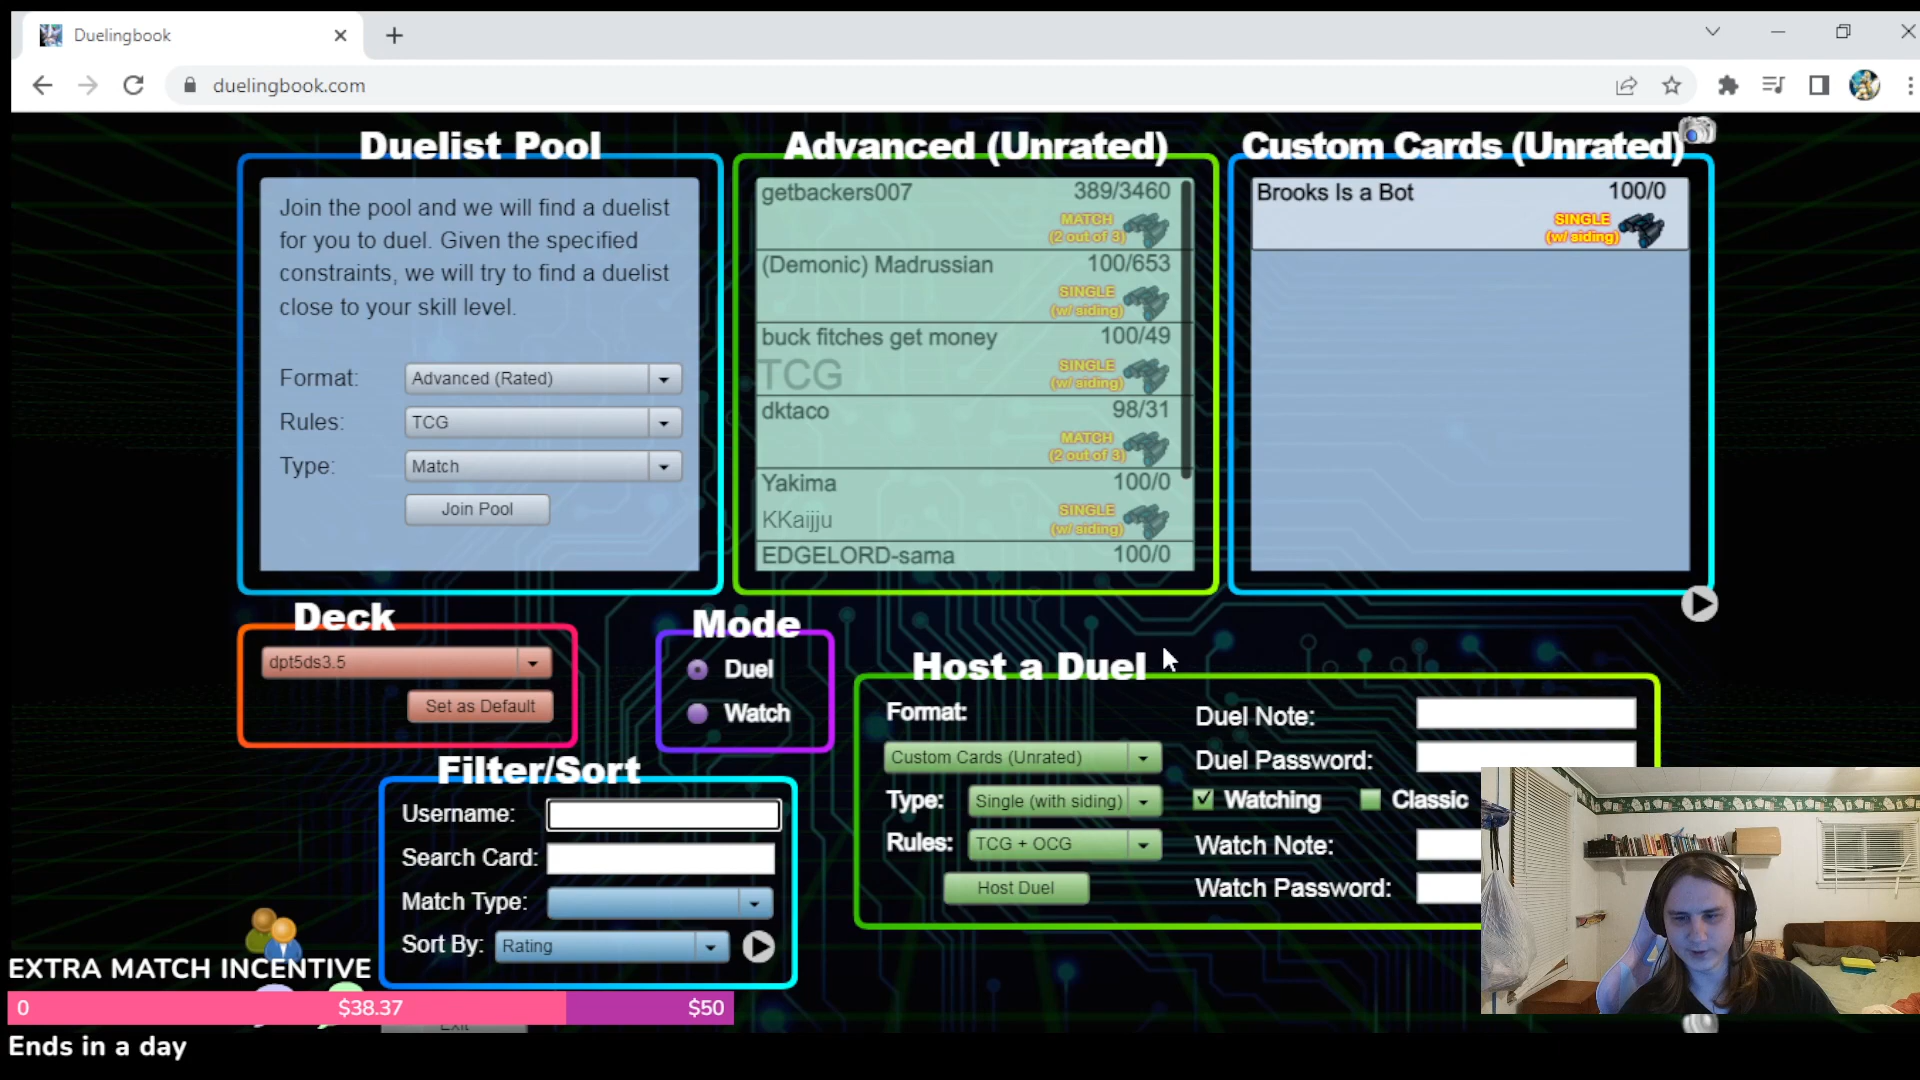 Duelingbook
duelingbook.com
Duelist Pool
Join the pool and we will find a duelist
for you to duel. Given the specified
constraints, we will try to find a duelist
close to your skill level.
Format: Advanced (Rated)
Rules: TCG
Type: Match
Join Pool
Advanced (Unrated)
getbackers007 389/3460
MATCH
(2 out of 3)
(Demonic) Madrussian 100/653
SINGLE
(w/ siding)
buck fitches get money 100/49
TCG
SINGLE
(w/ siding)
dktaco 98/31
MATCH
(2 out of 3)
Yakima 100/0
KKaijju
SINGLE
(w/ siding)
EDGELORD-sama 100/0
Custom Cards (Unrated)
Brooks Is a Bot 100/0
SINGLE
(w/ siding)
Deck
dpt5ds3.5
Set as Default
Mode
Duel
Watch
Host a Duel
Format:
Custom Cards (Unrated)
Type: Single (with siding)
Rules: TCG + OCG
Host Duel
Duel Note:
Duel Password:
Watching Classic
Watch Note:
Watch Password:
Filter/Sort
Username:
Search Card:
Match Type:
Sort By: Rating
Exit
EXTRA MATCH INCENTIVE
0 $38.37 $50
Ends in a day